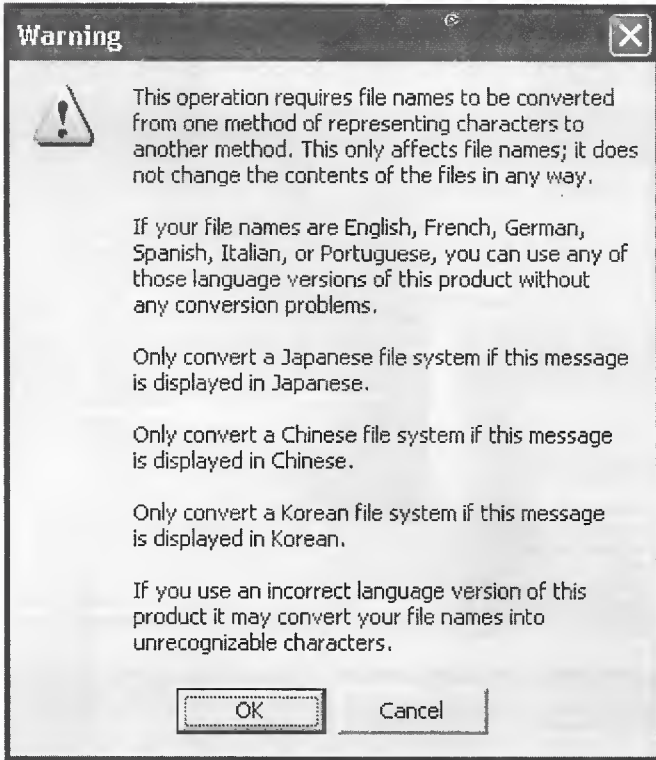 Warning
This operation requires file names to be converted
from one method of representing characters to
another method. This only affects file names; it does
not change the contents of the files in any way.
If your file names are English, French, German,
Spanish, Italian, or Portuguese, you can use any of
those language versions of this product without
any conversion problems.
Only convert a Japanese file system if this message
is displayed in Japanese.
Only convert a Chinese file system if this message
is displayed in Chinese.
Only convert a Korean file system if this message
is displayed in Korean.
If you use an incorrect language version of this
product it may convert your file names into
unrecognizable characters.
OK
Cancel